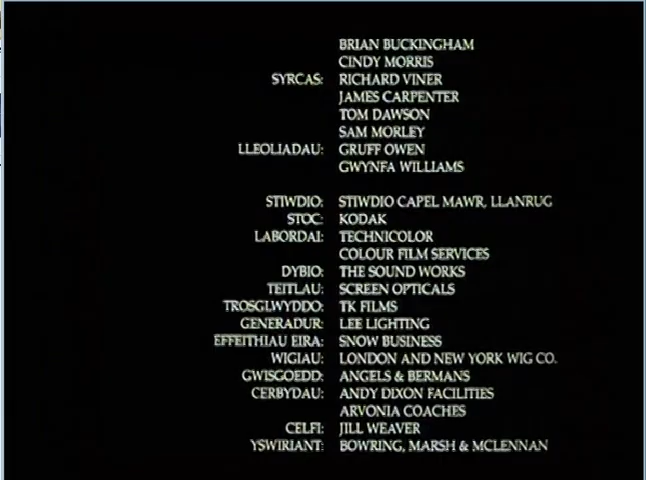 BRIAN BUCKINGHAM
CINDY MORRIS
SYRCAS: RICHARD VINER
JAMES CARPENTER
TOM DAWSON
SAM MORLEY
LLEOLIADAU: GRUFF OWEN
GWYNFA WILLIAMS
STIWDIO: STIWDIO CAPEL MAWR, LLANRUG
STOC: KODAK
LABORDAI: TECHNICOLOR
COLOUR FILM SERVICES
DYBIO: THE SOUND WORKS
TEITLAU: SCREEN OPTICALS
TROSGLWYDDO: TK FILMS
GENERADUR: LEE LIGHTING
EFFEITHIAU EIRA: SNOW BUSINESS
WIGIAU: LONDON AND NEW YORK WIG CO.
GWISGOEDD: ANGELS & BERMANS
CERBYDAU: ANDY DIXON FACILITIES
ARVONIA COACHES
CELFI: JILL WEAVER
YSWIRIANT: BOWRING, MARSH & MCLENNAN